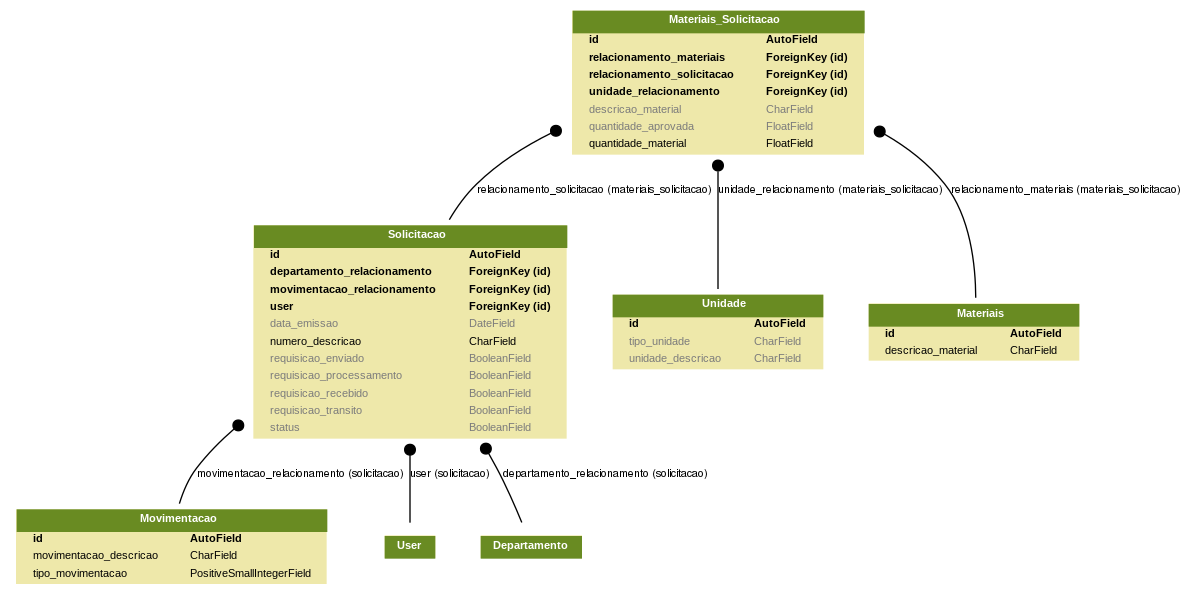 Materiais_Solicitacao
id AutoField
relacionamento_materiais ForeignKey (id)
relacionamento_solicitacao ForeignKey (id)
unidade_relacionamento ForeignKey (id)
descricao_material CharField
quantidade_aprovada FloatField
quantidade_material FloatField
relacionamento_solicitacao (materiais_solicitacao) unidade_relacionamento (materiais_solicitacao) relacionamento_materiais (materiais_solicitacao)
Solicitacao
id AutoField
departamento_relacionamento ForeignKey (id)
movimentacao_relacionamento ForeignKey (id)
user ForeignKey (id)
data_emissao DateField
numero_descricao CharField
requisicao_enviado BooleanField
requisicao_processamento BooleanField
requisicao_recebido BooleanField
requisicao_transito BooleanField
status BooleanField
Unidade
id AutoField
tipo_unidade CharField
unidade_descricao CharField
Materiais
id AutoField
descricao_material CharField
movimentacao_relacionamento (solicitacao) user (solicitacao) departamento_relacionamento (solicitacao)
Movimentacao
id AutoField
movimentacao_descricao CharField
tipo_movimentacao PositiveSmallIntegerField
User
Departamento